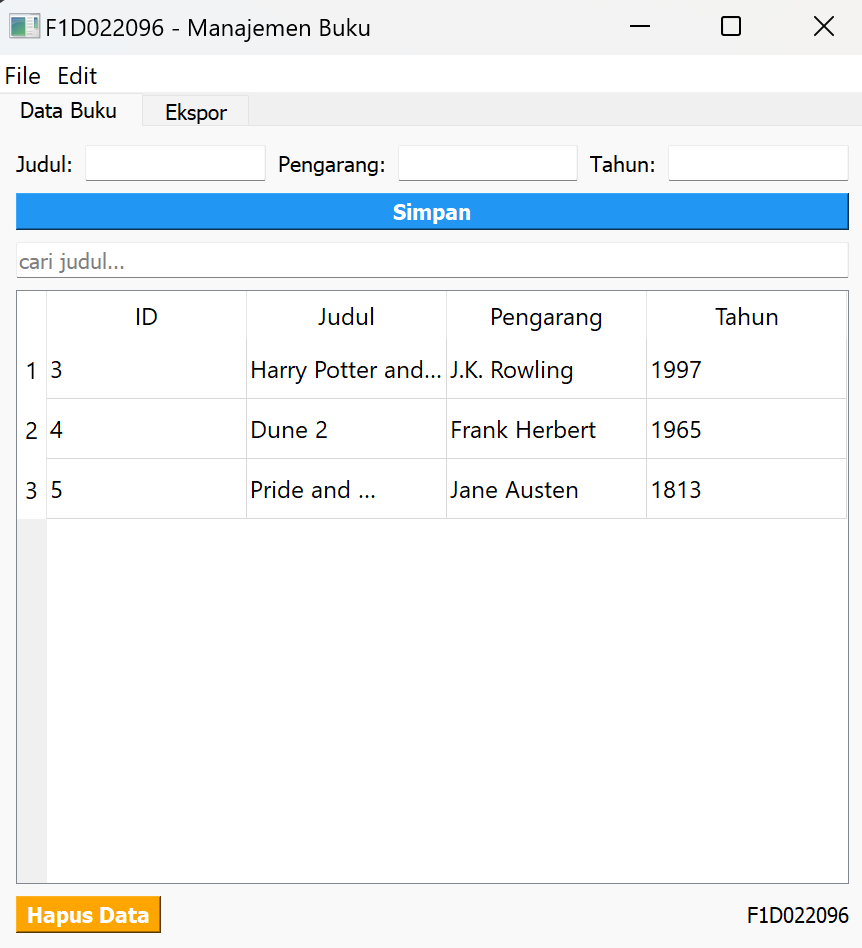 F1D022096 - Manajemen Buku
File Edit
Data Buku Ekspor
Judul: Pengarang: Tahun:
Simpan
cari judul...
ID Judul Pengarang Tahun
1 3 Harry Potter and... J.K. Rowling 1997
2 4 Dune 2 Frank Herbert 1965
3 5 Pride and ... Jane Austen 1813
Hapus Data F1D022096